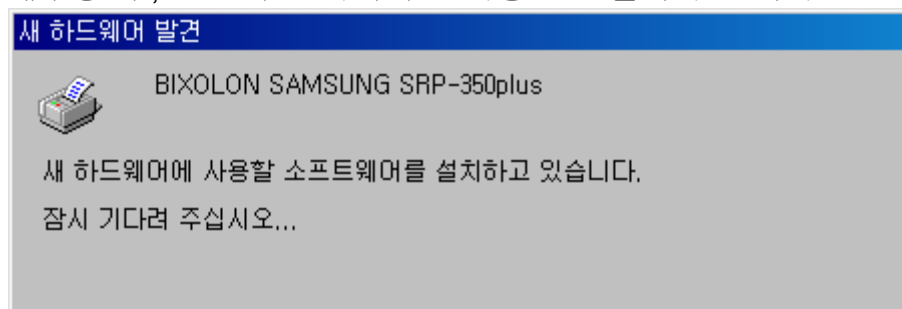 새 하드웨어 발견
BIXOLON SAMSUNG SRP-350plus
새 하드웨어에 사용할 소프트웨어를 설치하고 있습니다.
잠시 기다려 주십시오...